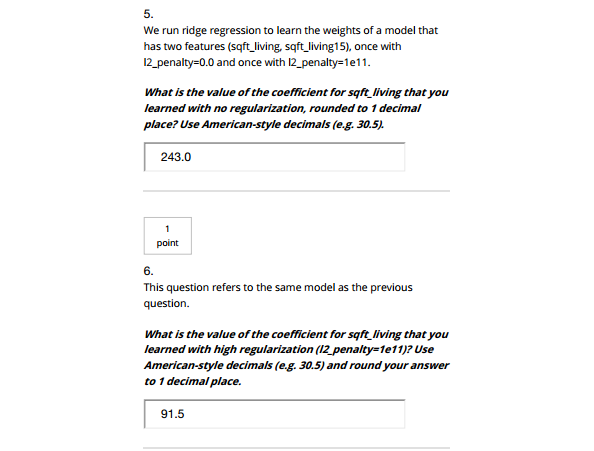 5.
We run ridge regression to learn the weights of a model that
has two features (sqft_living, sqft_living15), once with
l2_penalty=0.0 and once with l2_penalty=1e11.
What is the value of the coefficient for sqft_living that you
learned with no regularization, rounded to 1 decimal
place? Use American-style decimals (e.g. 30.5).
243.0
1
point
6.
This question refers to the same model as the previous
question.
What is the value of the coefficient for sqft_living that you
learned with high regularization (l2_penalty=1e11)? Use
American-style decimals (e.g. 30.5) and round your answer
to 1 decimal place.
91.5